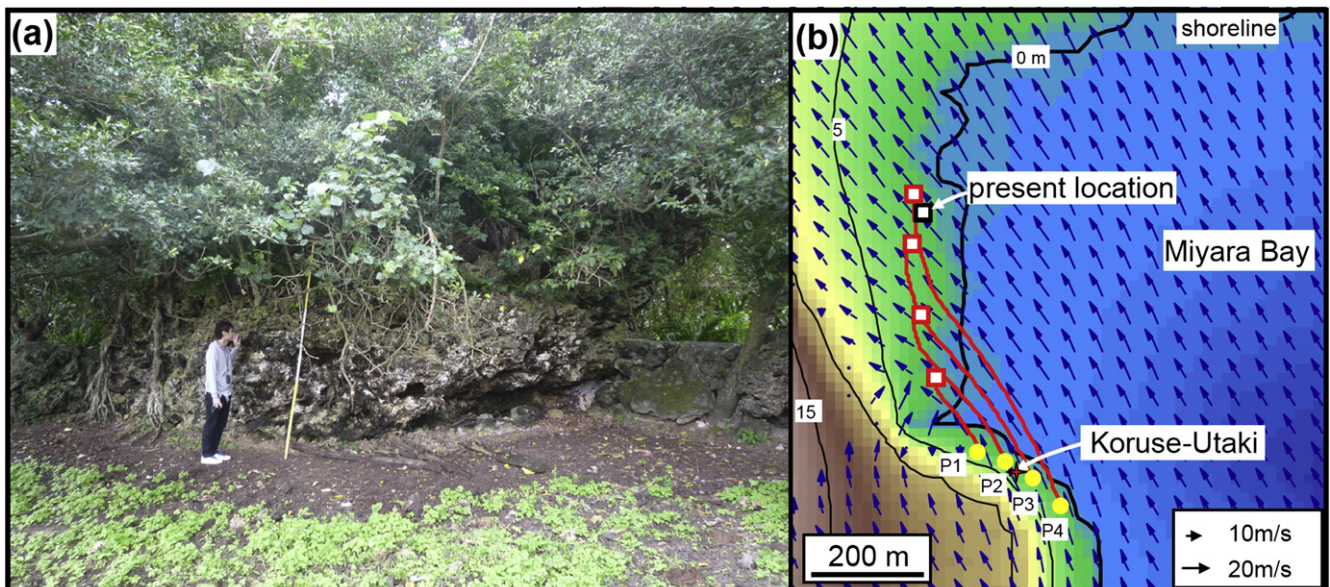 (a)
(b)
shoreline
0 m
5
present location
Miyara Bay
15
Koruse-Utaki
P1
P2
P3
P4
200 m
10m/s
20m/s